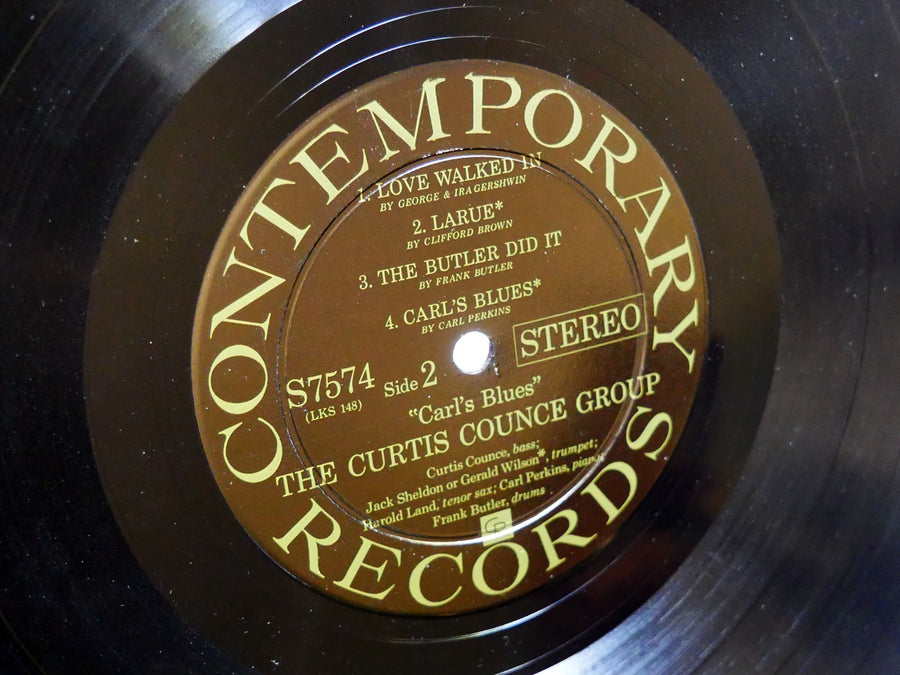 CONTEMPORARY
1. LOVE WALKED IN
BY GEORGE & IRA GERSHWIN
2. LARUE*
BY CLIFFORD BROWN
3. THE BUTLER DID IT
BY FRANK BUTLER
4. CARL'S BLUES*
BY CARL PERKINS
STEREO
S7574
(LKS 148)
Side 2
"Carl's Blues"
THE CURTIS COUNCE GROUP
Curtis Counce, bass;
Jack Sheldon or Gerald Wilson*, trumpet;
Harold Land, tenor sax; Carl Perkins, piano;
Frank Butler, drums
CR
RECORDS